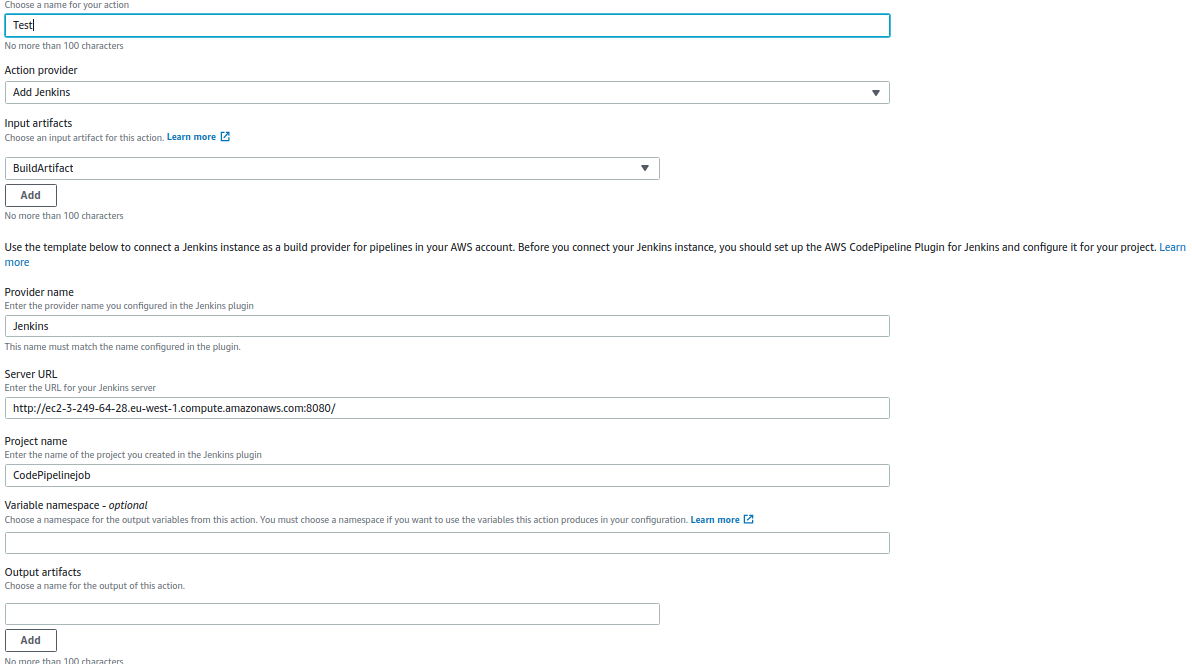 Choose a name for your action
Test
No more than 100 characters
Action provider
Add Jenkins
Input artifacts
Choose an input artifact for this action. Learn more
BuildArtifact
Add
No more than 100 characters
Use the template below to connect a Jenkins instance as a build provider for pipelines in your AWS account. Before you connect your Jenkins instance, you should set up the AWS CodePipeline Plugin for Jenkins and configure it for your project. Learn
more
Provider name
Enter the provider name you configured in the Jenkins plugin
Jenkins
This name must match the name configured in the plugin.
Server URL
Enter the URL for your Jenkins server
http://ec2-3-249-64-28.eu-west-1.compute.amazonaws.com:8080/
Project name
Enter the name of the project you created in the Jenkins plugin
CodePipelinejob
Variable namespace - optional
Choose a namespace for the output variables from this action. You must choose a namespace if you want to use the variables this action produces in your configuration. Learn more
Output artifacts
Choose a name for the output of this action.
Add
No more than 100 characters